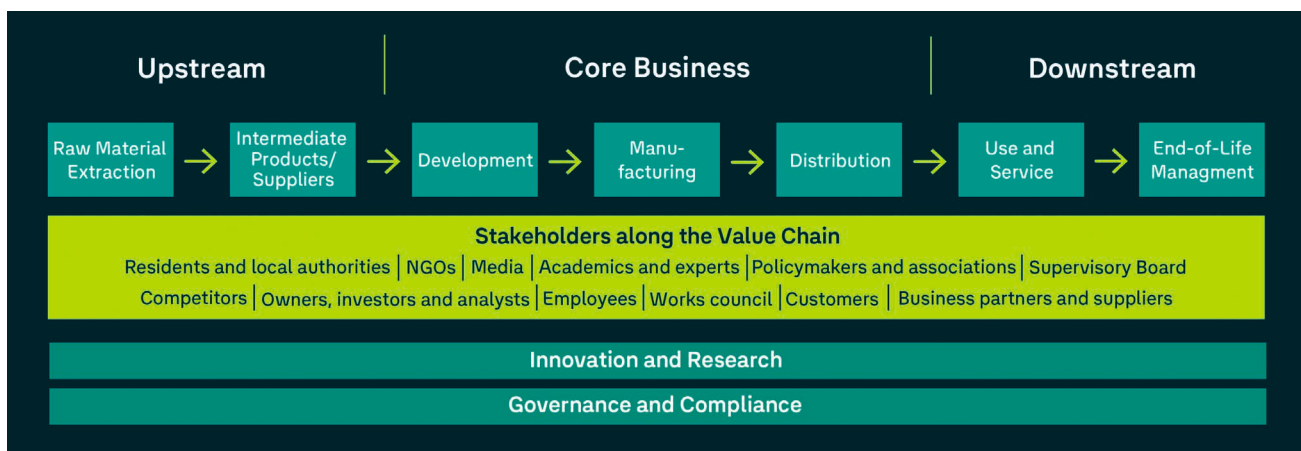 Upstream
Core Business
Downstream
Raw Material
Extraction
Intermediate
Products/
Suppliers
Development
Manu-
facturing
Distribution
Use and
Service
End-of-Life
Managment
Stakeholders along the Value Chain
Residents and local authorities | NGOs | Media | Academics and experts | Policymakers and associations | Supervisory Board
Competitors | Owners, investors and analysts | Employees | Works council | Customers | Business partners and suppliers
Innovation and Research
Governance and Compliance